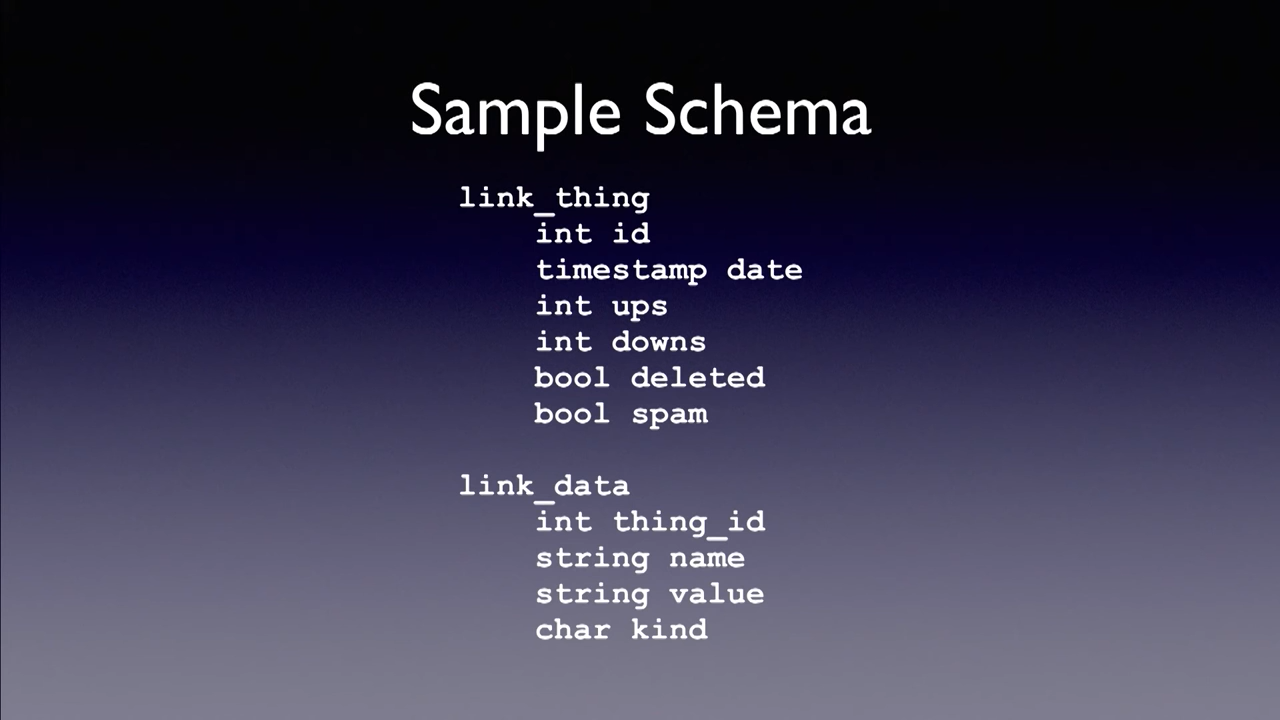 Sample Schema
link_thing
int id
timestamp date
int ups
int downs
bool deleted
bool spam
link_data
int thing_id
string name
string value
char kind